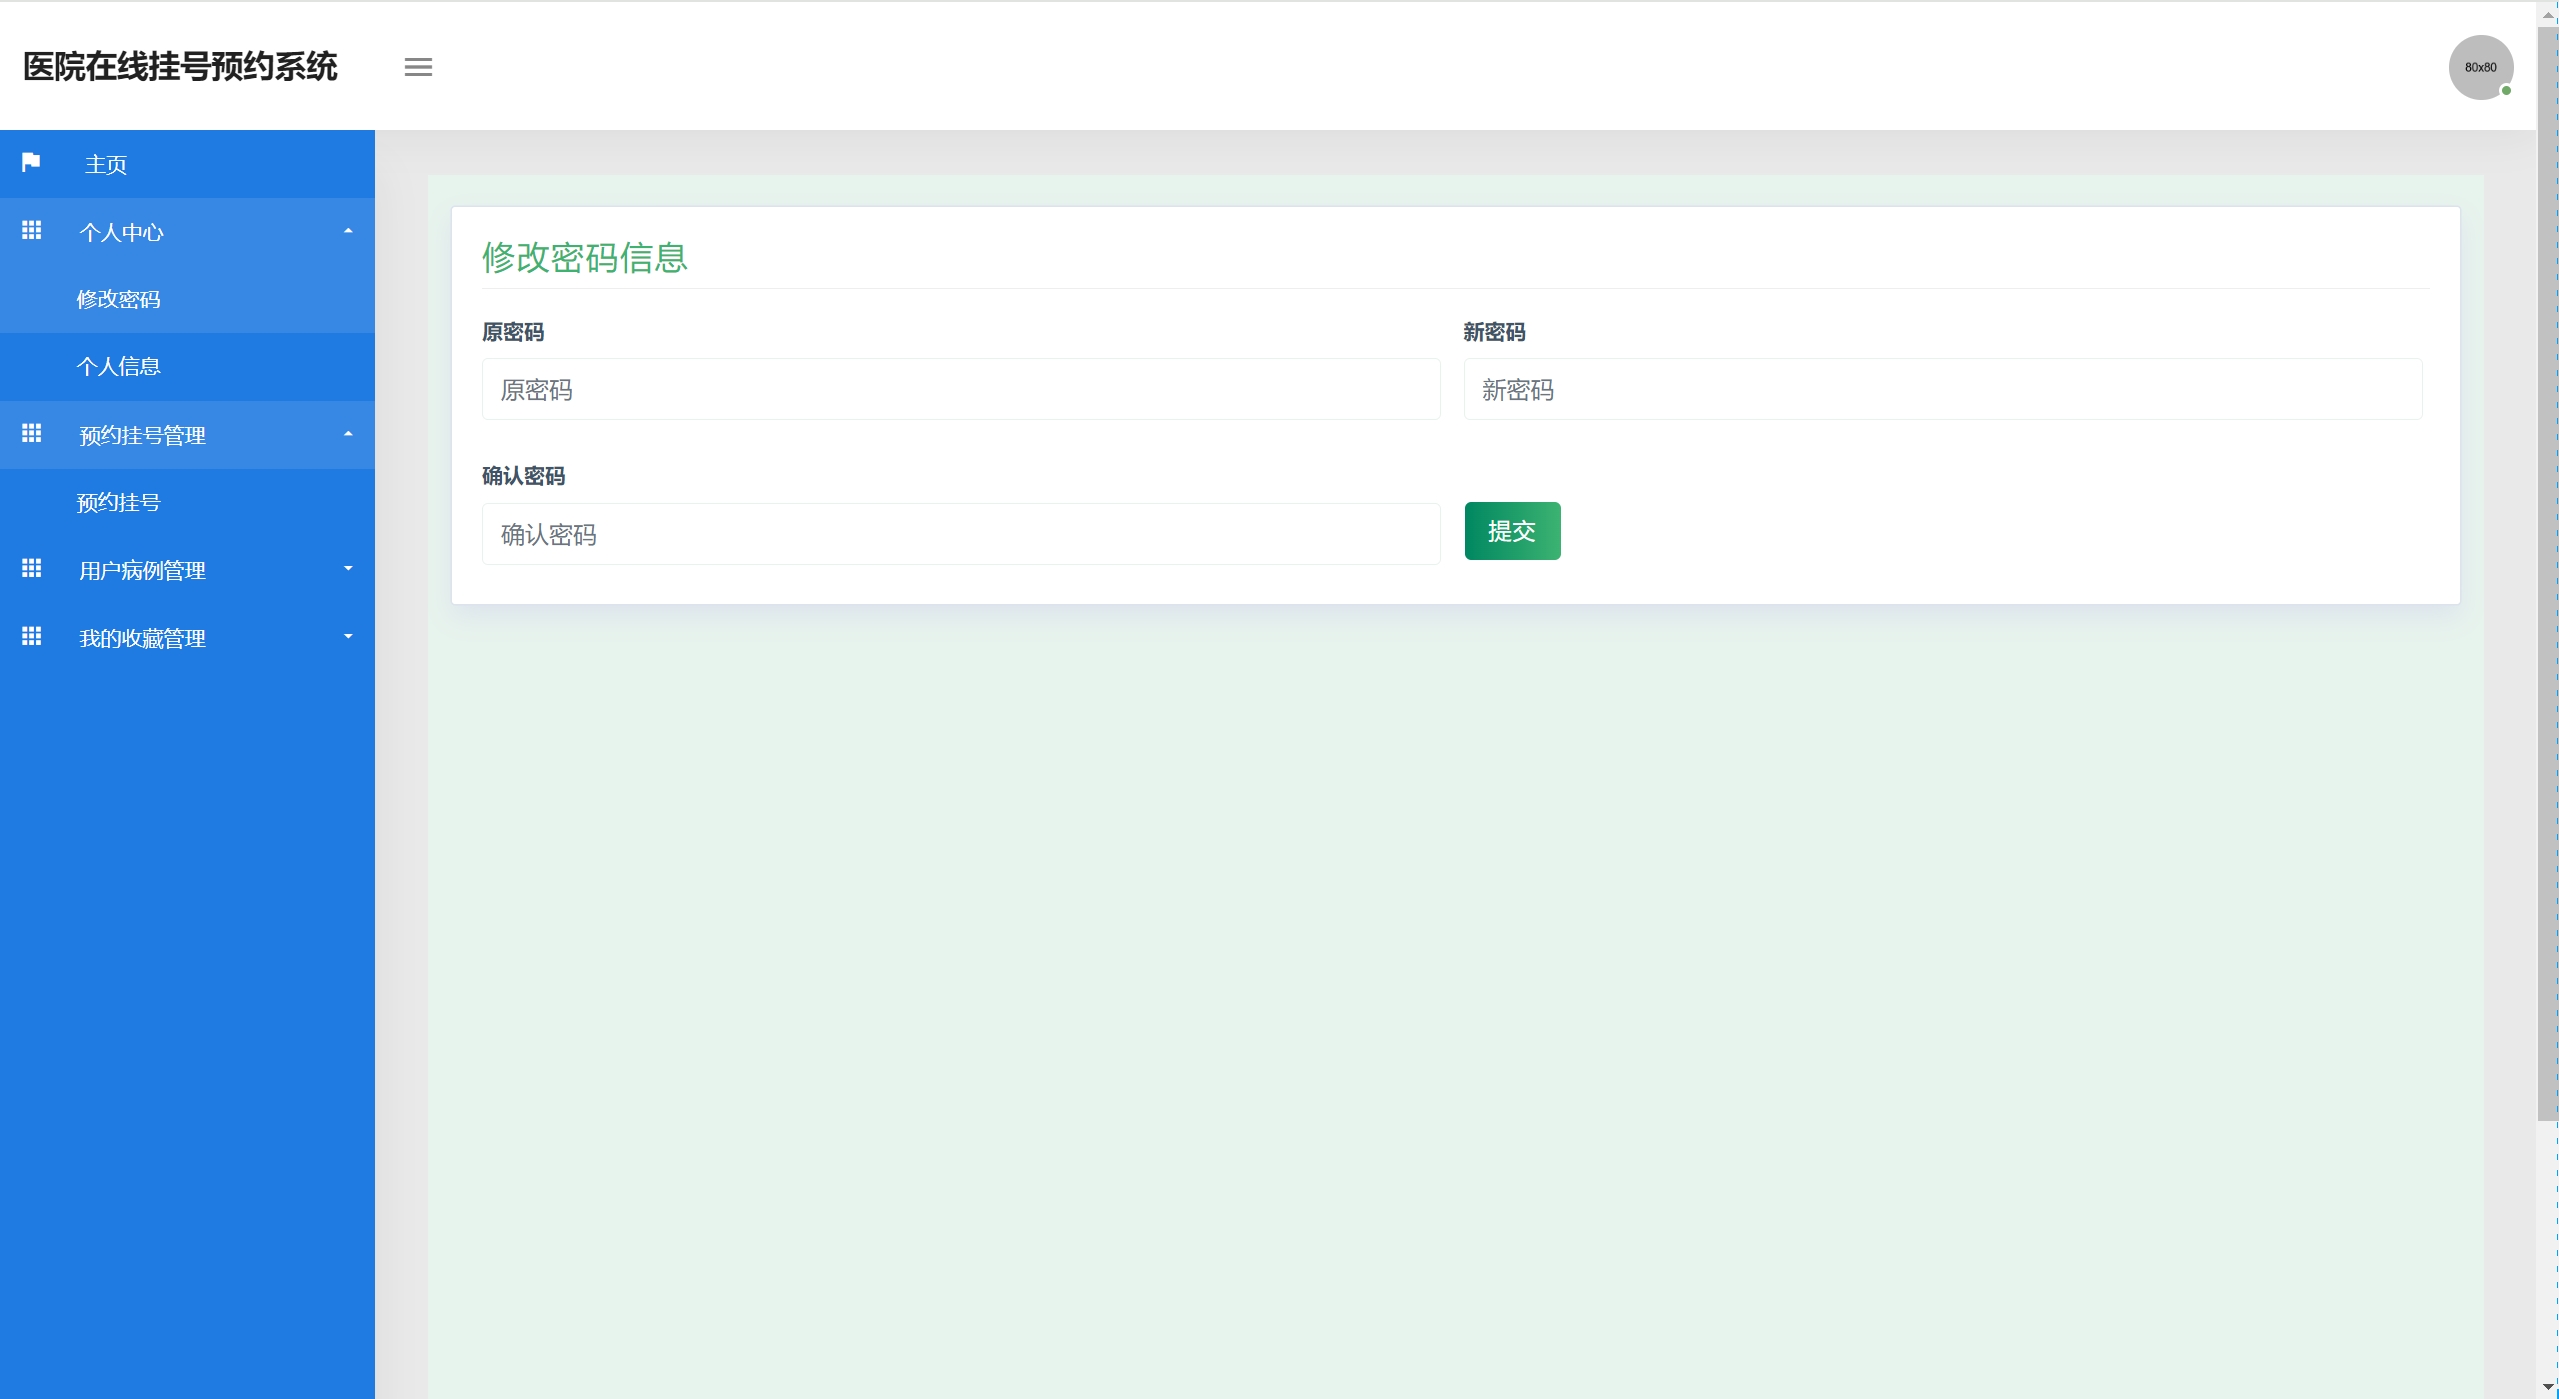 医院在线挂号预约系统
80x80
主页
个人中心
修改密码
个人信息
预约挂号管理
预约挂号
用户病例管理
我的收藏管理
修改密码信息
原密码
新密码
原密码
新密码
确认密码
确认密码
提交